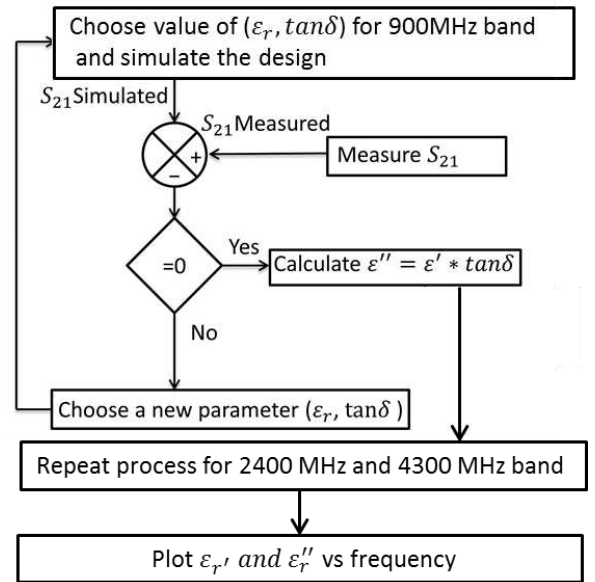 Choose value of (εᵣ, tanδ) for 900MHz band
and simulate the design
S₂₁Simulated
S₂₁Measured
+
−
Measure S₂₁
=0
Yes
Calculate ε′′ = ε′ * tanδ
No
Choose a new parameter (εᵣ, tanδ )
Repeat process for 2400 MHz and 4300 MHz band
Plot εᵣ′ and εᵣ′′ vs frequency